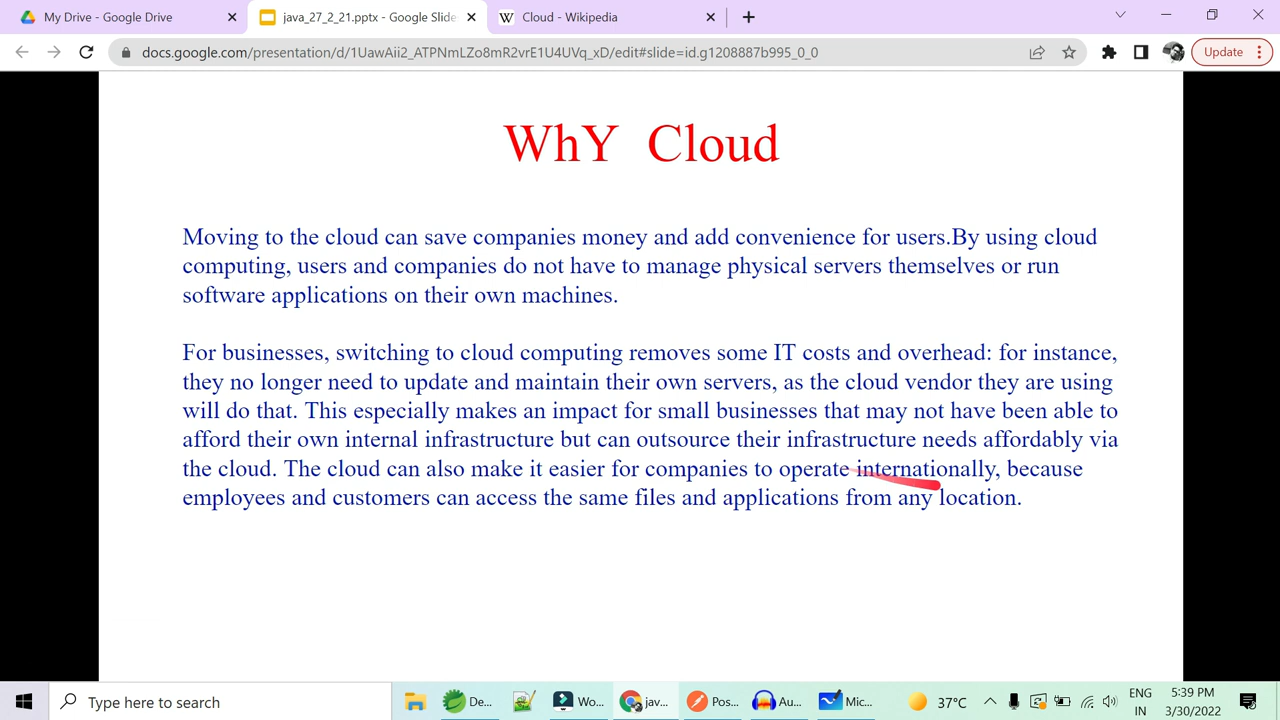 My Drive - Google Drive
java_27_2_21.pptx - Google Slide
Cloud - Wikipedia
docs.google.com/presentation/d/1UawAii2_ATPNmLZo8mR2vrE1U4UVq_xD/edit#slide=id.g1208887b995_0_0
Update
WhY Cloud
Moving to the cloud can save companies money and add convenience for users.By using cloud
computing, users and companies do not have to manage physical servers themselves or run
software applications on their own machines.
For businesses, switching to cloud computing removes some IT costs and overhead: for instance,
they no longer need to update and maintain their own servers, as the cloud vendor they are using
will do that. This especially makes an impact for small businesses that may not have been able to
afford their own internal infrastructure but can outsource their infrastructure needs affordably via
the cloud. The cloud can also make it easier for companies to operate internationally, because
employees and customers can access the same files and applications from any location.
Type here to search
De...
Wo...
jav...
Pos...
Au...
Mic...
37°C
ENG
IN
5:39 PM
3/30/2022